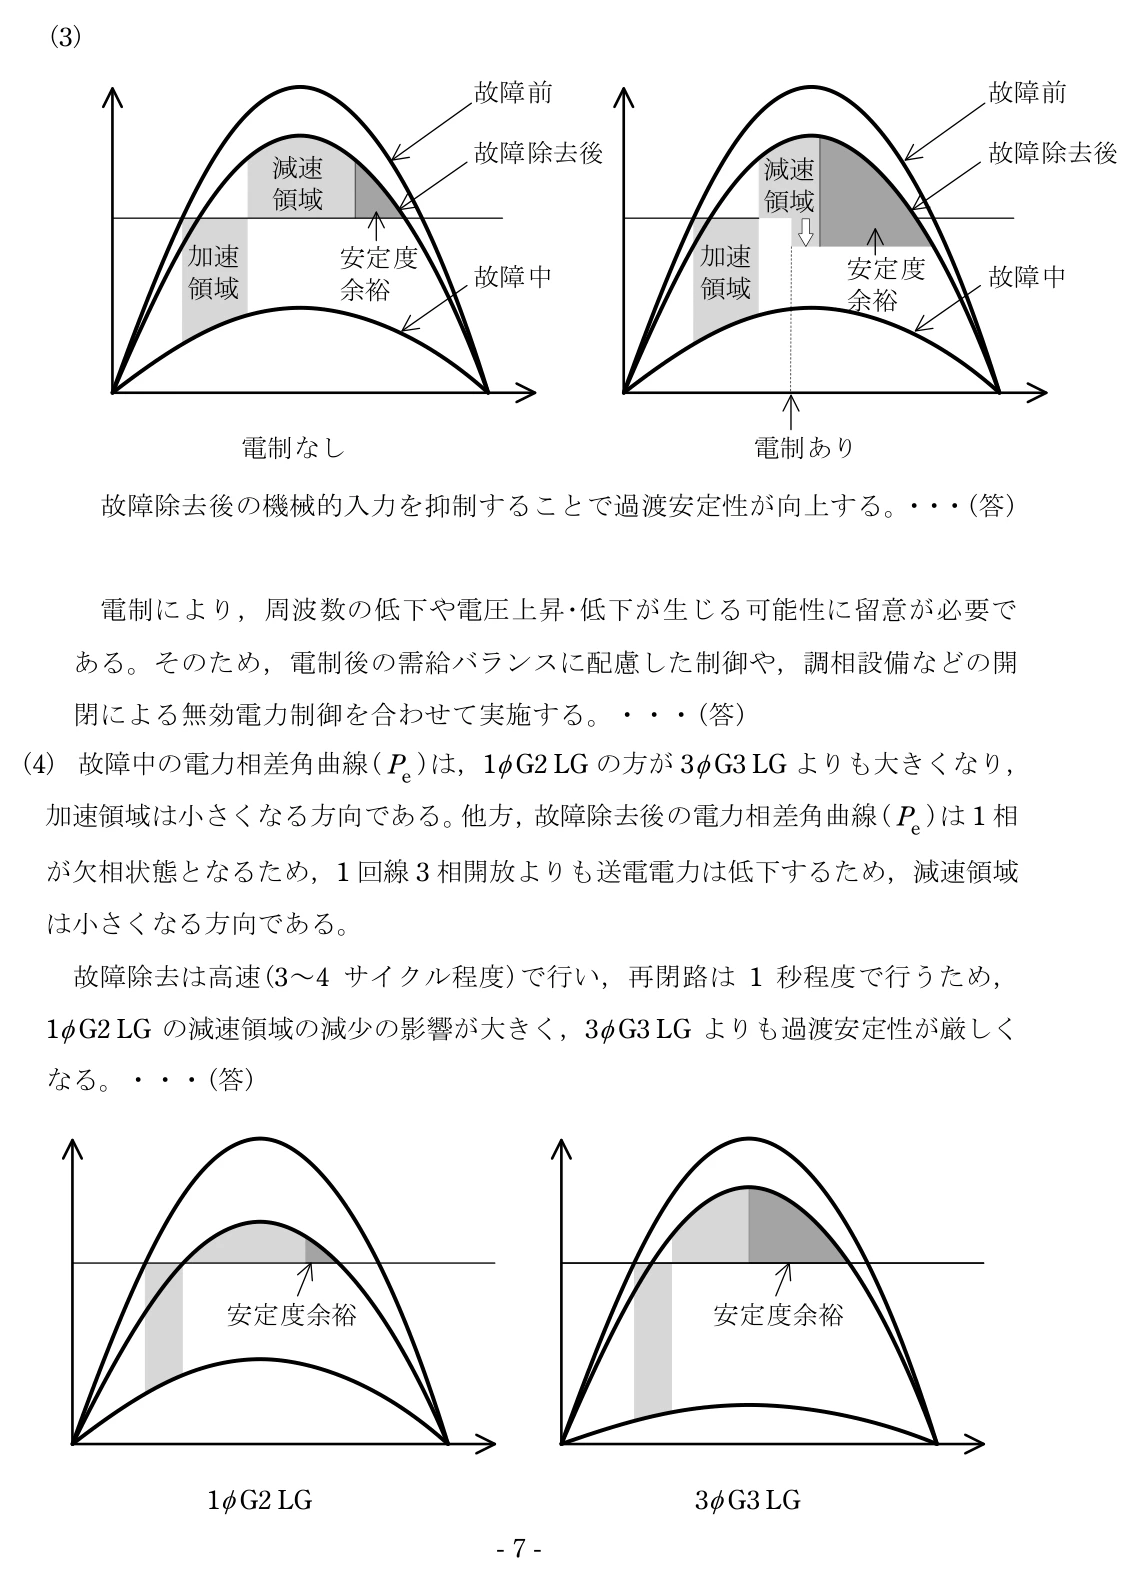 (3)
故障前
故障除去後
減速
領域
加速
領域
安定度
余裕
故障中
電制なし
故障前
故障除去後
減速
領域
加速
領域
安定度
余裕
故障中
電制あり
故障除去後の機械的入力を抑制することで過渡安定性が向上する。・・・(答)
電制により，周波数の低下や電圧上昇･低下が生じる可能性に留意が必要で
ある。そのため，電制後の需給バランスに配慮した制御や，調相設備などの開
閉による無効電力制御を合わせて実施する。・・・(答)
(4) 故障中の電力相差角曲線(Pe)は，1ϕG2 LG の方が 3ϕG3 LG よりも大きくなり，
加速領域は小さくなる方向である。他方，故障除去後の電力相差角曲線(Pe)は 1 相
が欠相状態となるため，1 回線 3 相開放よりも送電電力は低下するため，減速領域
は小さくなる方向である。
故障除去は高速(3～4 サイクル程度)で行い，再閉路は 1 秒程度で行うため，
1ϕG2 LG の減速領域の減少の影響が大きく，3ϕG3 LG よりも過渡安定性が厳しく
なる。・・・(答)
安定度余裕
1ϕG2 LG
安定度余裕
3ϕG3 LG
- 7 -